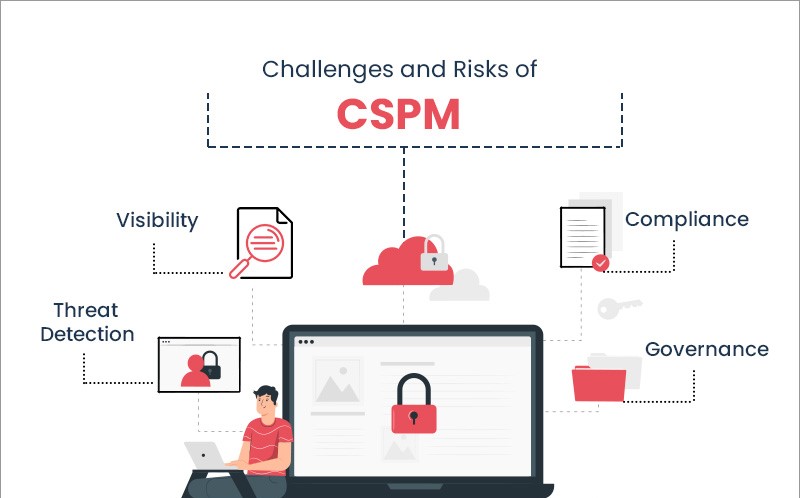 Challenges and Risks of
CSPM
Visibility
Compliance
Threat
Detection
Governance